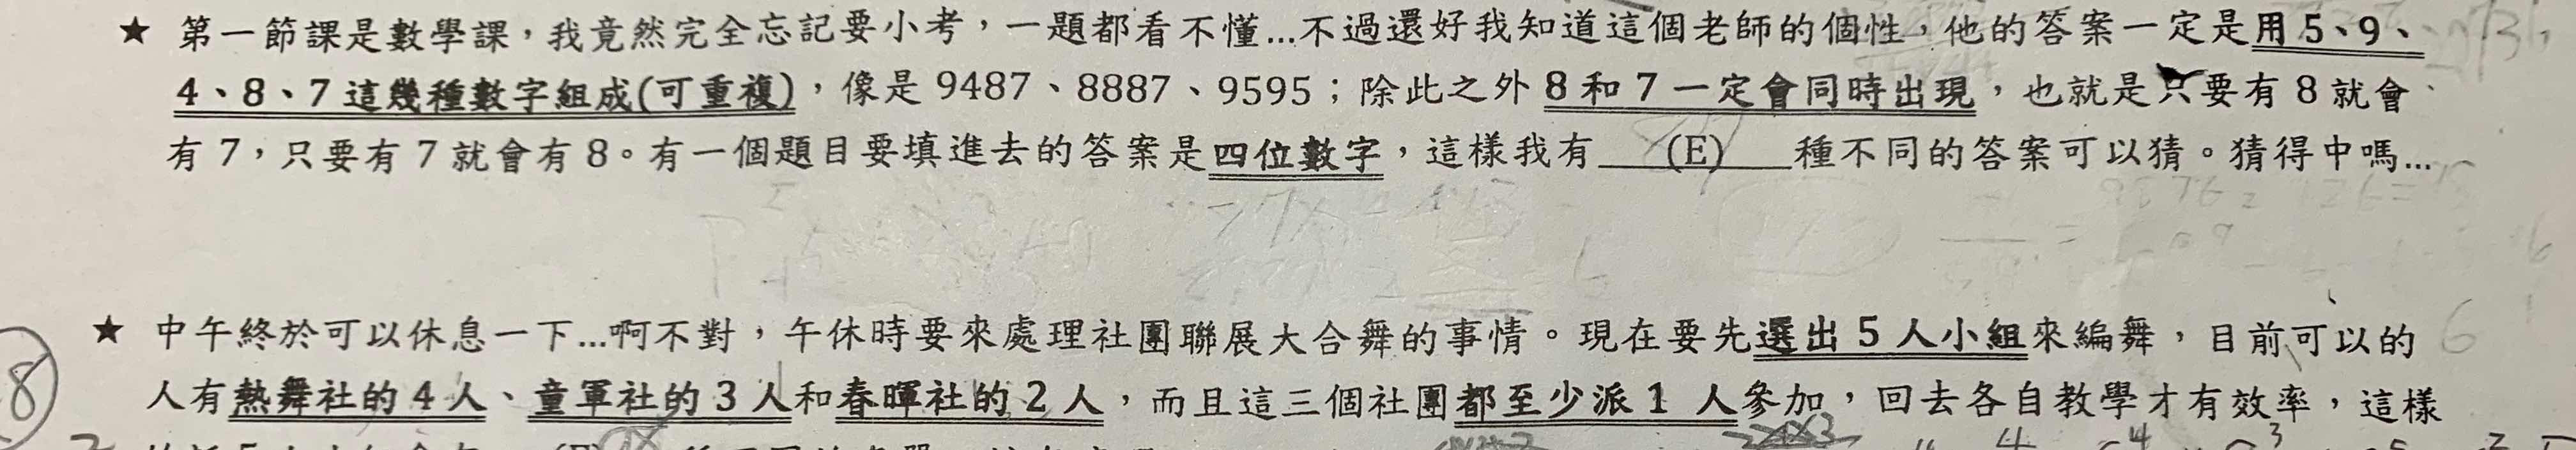 ★ 第一節課是數學課，我竟然完全忘記要小考，一題都看不懂...不過還好我知道這個老師的個性，他的答案一定是用 5、9、
4、8、7 這幾種數字組成(可重複)，像是 9487、8887、9595；除此之外 8 和 7 一定會同時出現，也就是只要有 8 就會
有 7，只要有 7 就會有 8。有一個題目要填進去的答案是四位數字，這樣我有 (E) 種不同的答案可以猜。猜得中嗎...
★ 中午終於可以休息一下...啊不對，午休時要來處理社團聯展大合舞的事情。現在要先選出 5 人小組來編舞，目前可以的
8
人有熱舞社的 4 人、童軍社的 3 人和春暉社的 2 人，而且這三個社團都至少派 1 人參加，回去各自教學才有效率，這樣